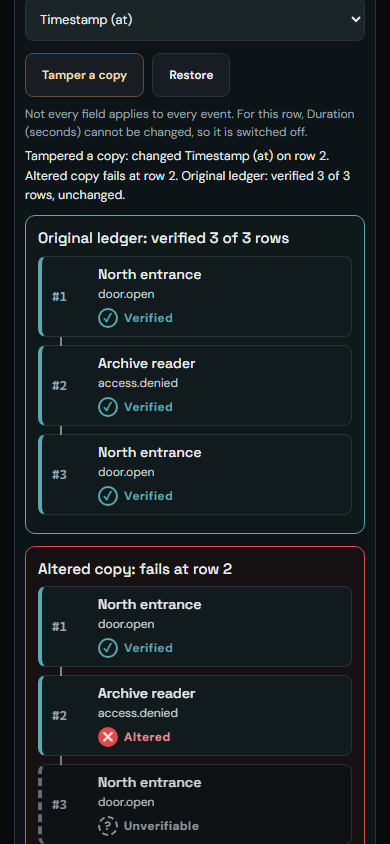 Timestamp (at)
Tamper a copy
Restore
Not every field applies to every event. For this row, Duration
(seconds) cannot be changed, so it is switched off.
Tampered a copy: changed Timestamp (at) on row 2.
Altered copy fails at row 2. Original ledger: verified 3 of 3
rows, unchanged.
Original ledger: verified 3 of 3 rows
North entrance
#1
door.open
Verified
Archive reader
#2
access.denied
Verified
North entrance
#3
door.open
Verified
Altered copy: fails at row 2
North entrance
#1
door.open
Verified
Archive reader
#2
access.denied
Altered
North entrance
#3
door.open
Unverifiable